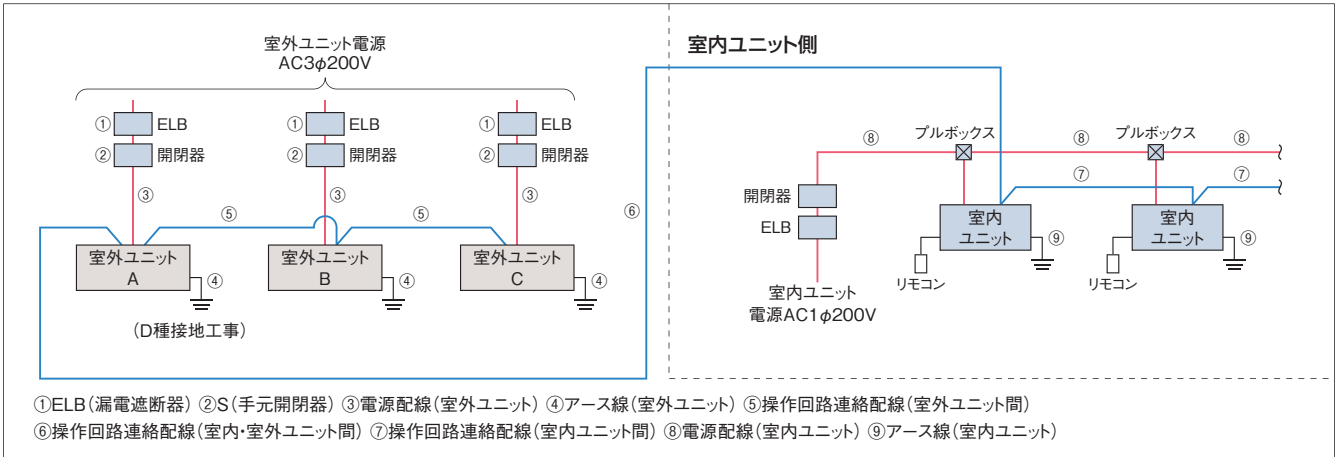 室外ユニット電源
AC3φ200V
① ELB
② 開閉器
③
① ELB
② 開閉器
③
① ELB
② 開閉器
③
⑤
⑤
⑥
室外ユニット
A
④
室外ユニット
B
④
室外ユニット
C
④
(D種接地工事)
室内ユニット側
⑧
プルボックス
⑧
プルボックス
⑧
⑦
⑦
開閉器
ELB
室内ユニット
電源AC1φ200V
室内
ユニット
⑨
リモコン
室内
ユニット
⑨
リモコン
①ELB(漏電遮断器) ②S(手元開閉器) ③電源配線(室外ユニット) ④アース線(室外ユニット) ⑤操作回路連絡配線(室外ユニット間)
⑥操作回路連絡配線(室内・室外ユニット間) ⑦操作回路連絡配線(室内ユニット間) ⑧電源配線(室内ユニット) ⑨アース線(室内ユニット)